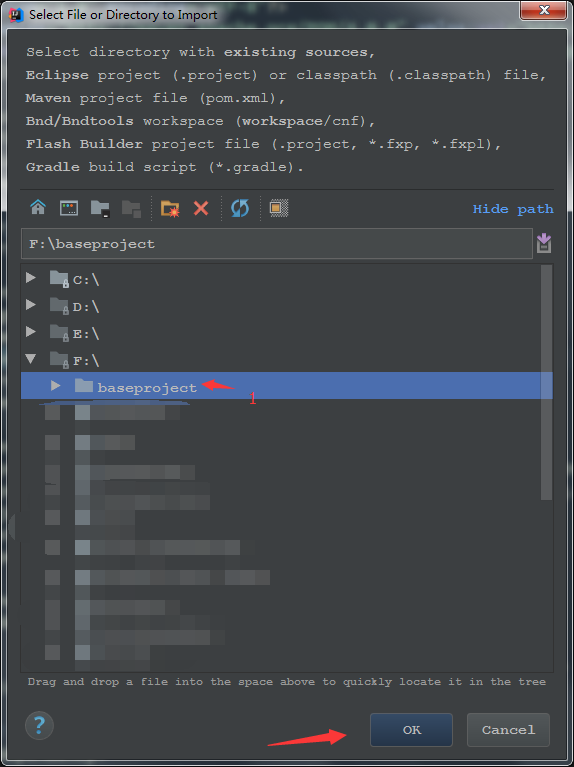 Select File or Directory to Import
Select directory with existing sources,
Eclipse project (.project) or classpath (.classpath) file,
Maven project file (pom.xml),
Bnd/Bndtools workspace (workspace/cnf),
Flash Builder project file (.project, *.fxp, *.fxpl),
Gradle build script (*.gradle).
Hide path
F:\baseproject
C:\
D:\
E:\
F:\
baseproject
1
Drag and drop a file into the space above to quickly locate it in the tree
?
OK
Cancel